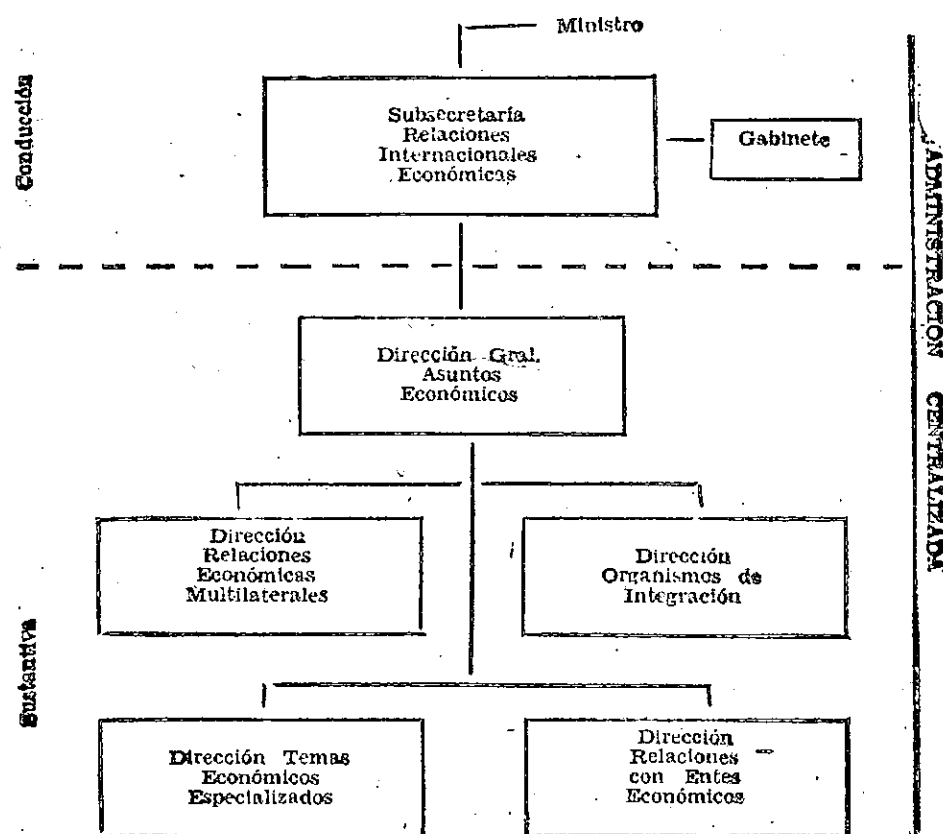 Ministro
Conducción
Subsecretaría
Relaciones
Internacionales
Económicas
Gabinete
ADMINISTRACION CENTRALIZADA
Dirección Gral.
Asuntos
Económicos
Dirección
Relaciones
Económicas
Multilaterales
Dirección
Organismos de
Integración
Sustantiva
Dirección Temas
Económicos
Especializados
Dirección
Relaciones
con Entes
Económicos